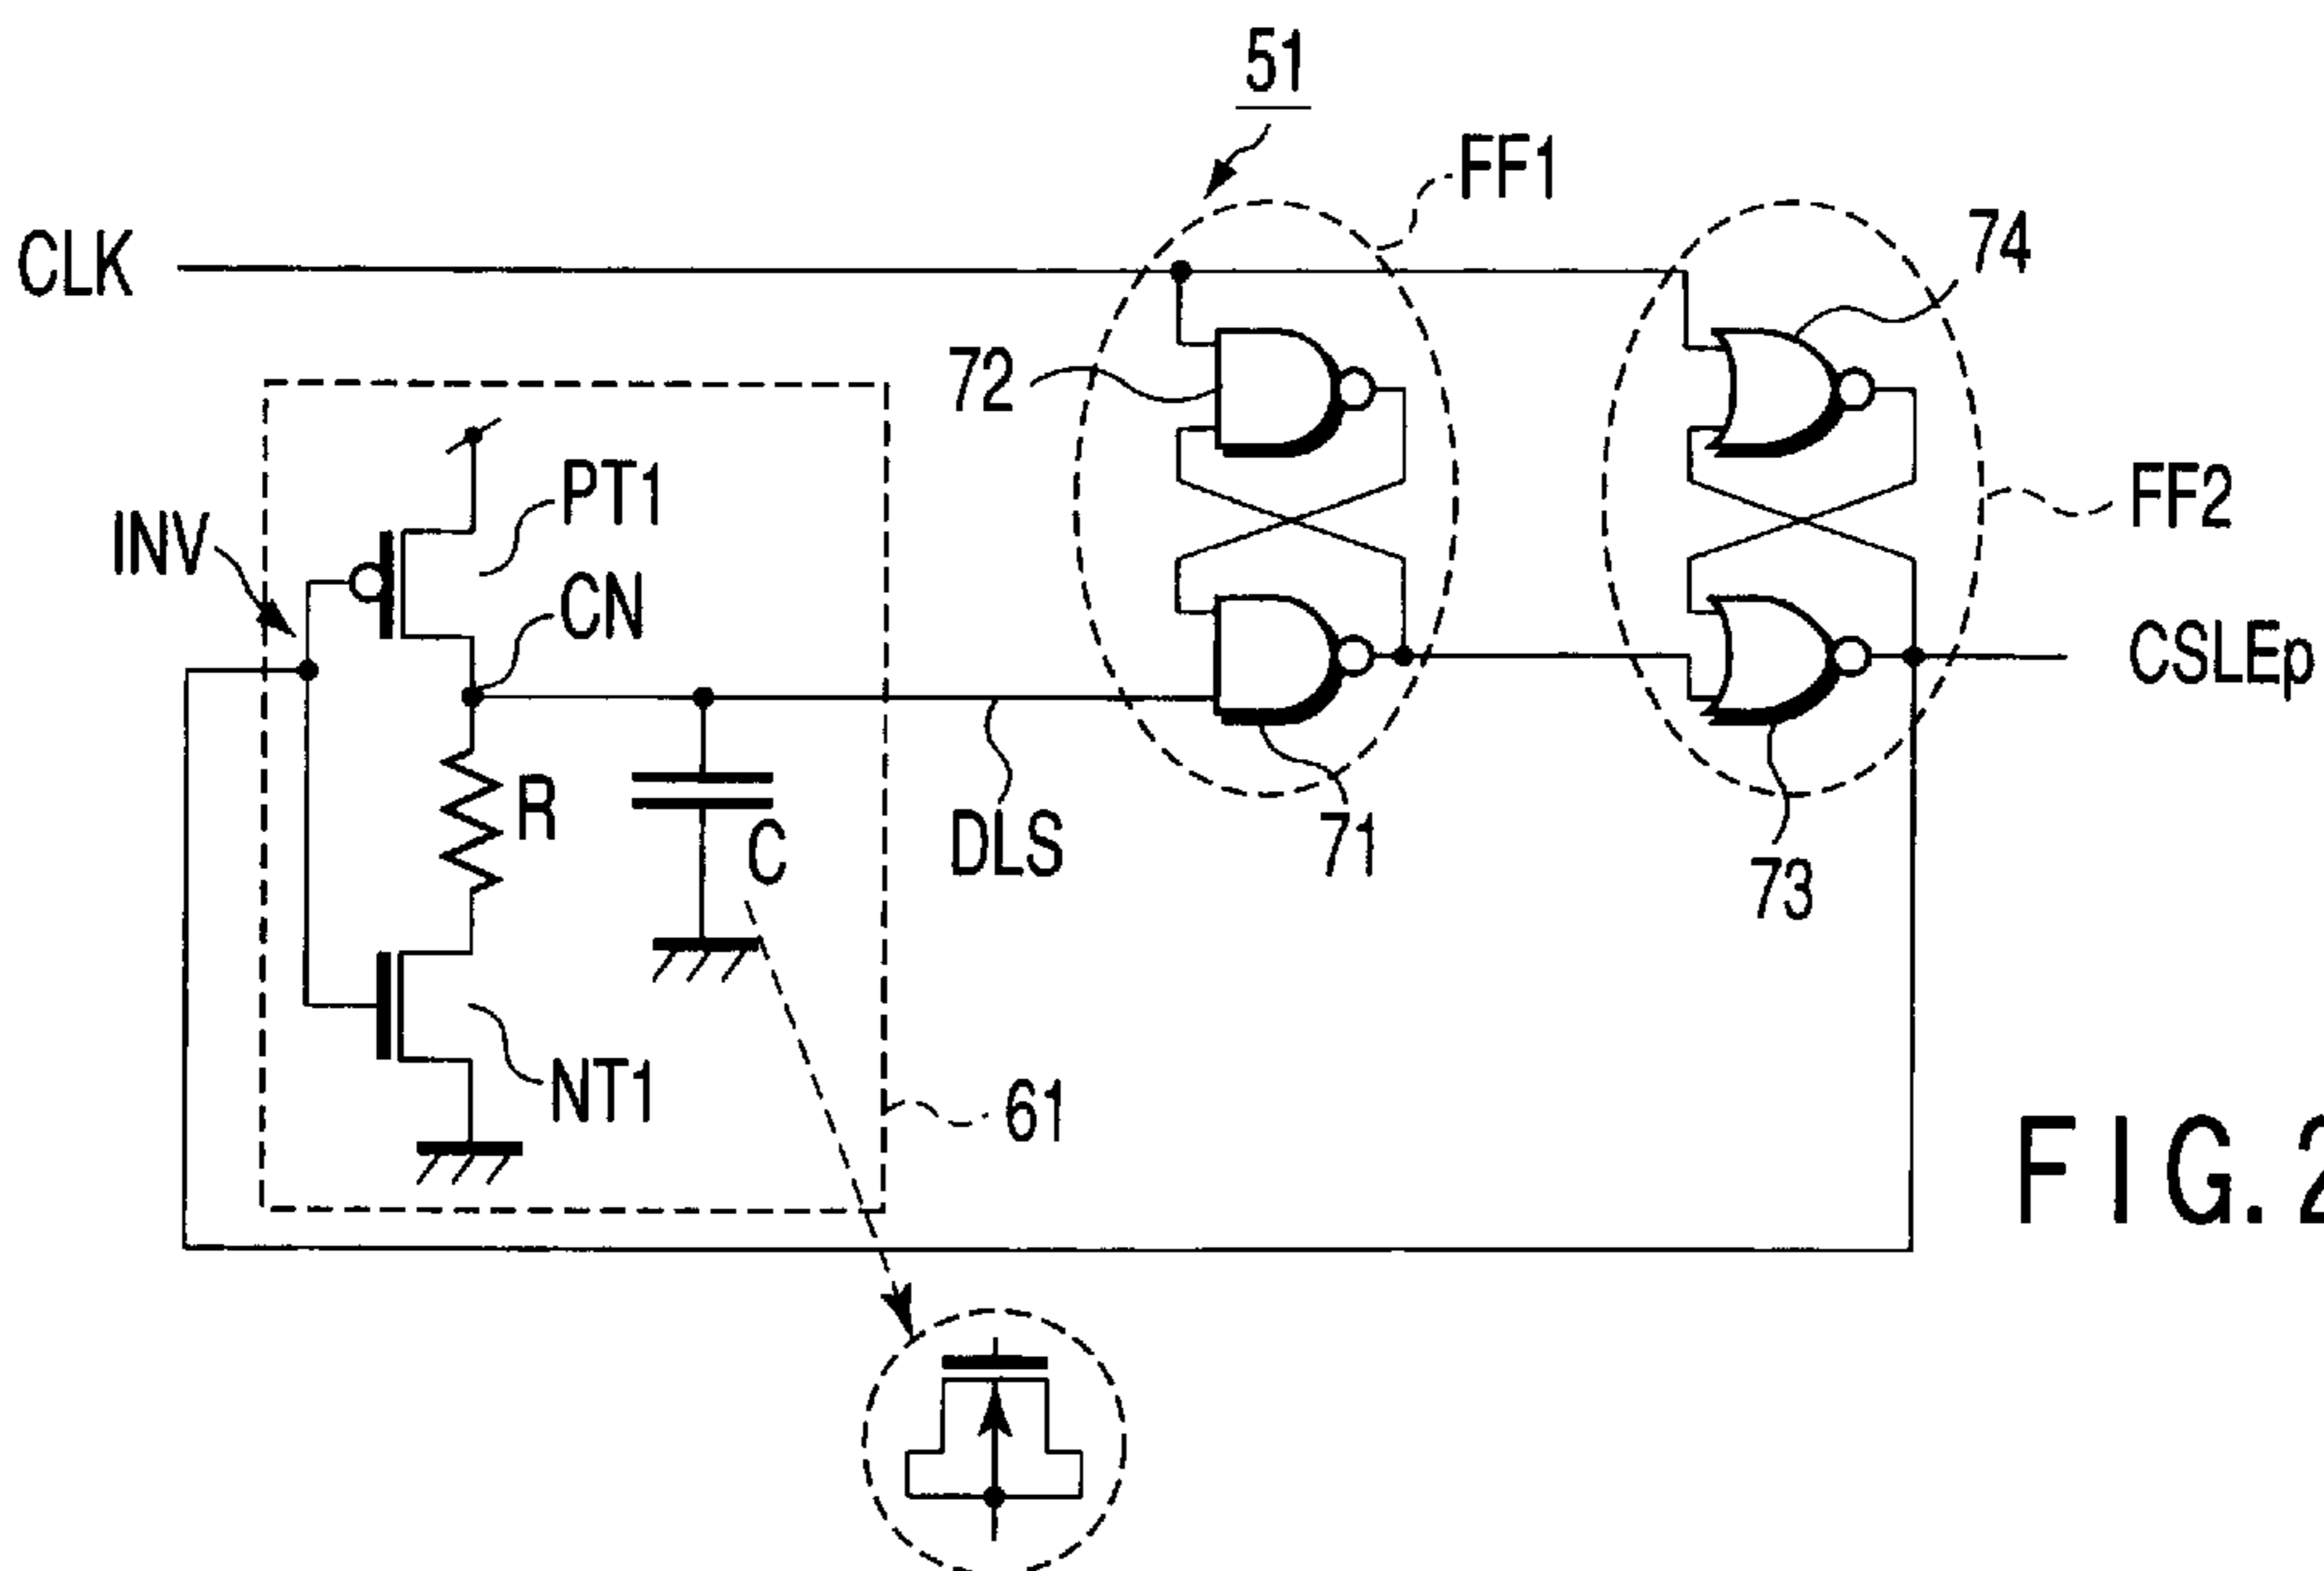 51
FF1
CLK
74
72
PT1
FF2
INV
CN
CSLEp
R
C
DLS
71
73
NT1
61
FIG. 2